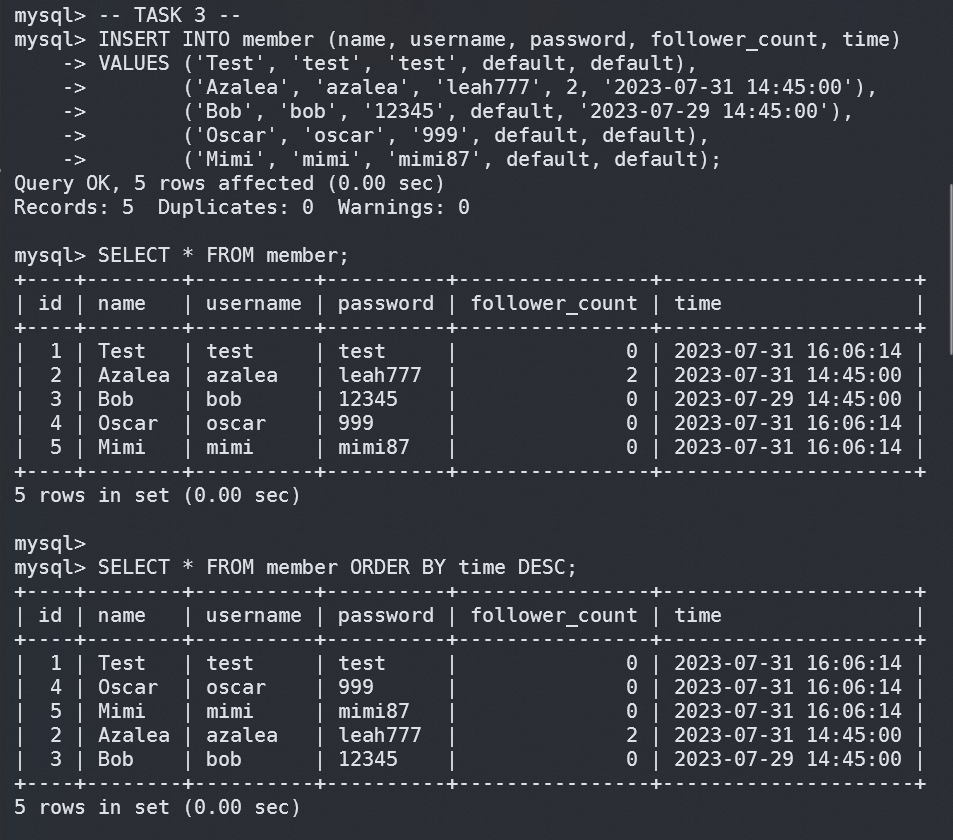 mysql> -- TASK 3 --
mysql> INSERT INTO member (name, username, password, follower_count, time)
    -> VALUES ('Test', 'test', 'test', default, default),
    ->        ('Azalea', 'azalea', 'leah777', 2, '2023-07-31 14:45:00'),
    ->        ('Bob', 'bob', '12345', default, '2023-07-29 14:45:00'),
    ->        ('Oscar', 'oscar', '999', default, default),
    ->        ('Mimi', 'mimi', 'mimi87', default, default);
Query OK, 5 rows affected (0.00 sec)
Records: 5  Duplicates: 0  Warnings: 0

mysql> SELECT * FROM member;
+----+--------+----------+----------+----------------+---------------------+
| id | name   | username | password | follower_count | time                |
+----+--------+----------+----------+----------------+---------------------+
|  1 | Test   | test     | test     |              0 | 2023-07-31 16:06:14 |
|  2 | Azalea | azalea   | leah777  |              2 | 2023-07-31 14:45:00 |
|  3 | Bob    | bob      | 12345    |              0 | 2023-07-29 14:45:00 |
|  4 | Oscar  | oscar    | 999      |              0 | 2023-07-31 16:06:14 |
|  5 | Mimi   | mimi     | mimi87   |              0 | 2023-07-31 16:06:14 |
+----+--------+----------+----------+----------------+---------------------+
5 rows in set (0.00 sec)

mysql>
mysql> SELECT * FROM member ORDER BY time DESC;
+----+--------+----------+----------+----------------+---------------------+
| id | name   | username | password | follower_count | time                |
+----+--------+----------+----------+----------------+---------------------+
|  1 | Test   | test     | test     |              0 | 2023-07-31 16:06:14 |
|  4 | Oscar  | oscar    | 999      |              0 | 2023-07-31 16:06:14 |
|  5 | Mimi   | mimi     | mimi87   |              0 | 2023-07-31 16:06:14 |
|  2 | Azalea | azalea   | leah777  |              2 | 2023-07-31 14:45:00 |
|  3 | Bob    | bob      | 12345    |              0 | 2023-07-29 14:45:00 |
+----+--------+----------+----------+----------------+---------------------+
5 rows in set (0.00 sec)